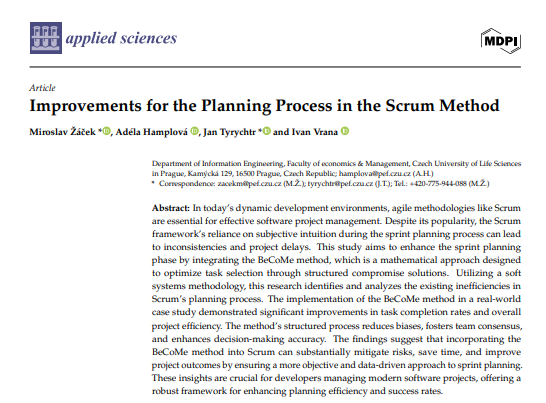 applied sciences
MDPI
Article
Improvements for the Planning Process in the Scrum Method
Miroslav Žáček *, Adéla Hamplová, Jan Tyrychtr * and Ivan Vrana
Department of Information Engineering, Faculty of economics & Management, Czech University of Life Sciences
in Prague, Kamýcká 129, 16500 in Prague, Czech Republic; hamplova@pef.czu.cz (A.H.)
* Correspondence: zacekm@pef.czu.cz (M.Ž.); tyrychtr@pef.czu.cz (J.T.); Tel.: +420-775-944-088 (M.Ž.)
Abstract: In today's dynamic development environments, agile methodologies like Scrum
are essential for effective software project management. Despite its popularity, the Scrum
framework's reliance on subjective intuition during the sprint planning process can lead
to inconsistencies and project delays. This study aims to enhance the sprint planning
phase by integrating the BeCoMe method, which is a mathematical approach designed
to optimize task selection through structured compromise solutions. Utilizing a soft
systems methodology, this research identifies and analyzes the existing inefficiencies in
Scrum's planning process. The implementation of the BeCoMe method in a real-world
case study demonstrated significant improvements in task completion rates and overall
project efficiency. The method's structured process reduces biases, fosters team consensus,
and enhances decision-making accuracy. The findings suggest that incorporating the
BeCoMe method into Scrum can substantially mitigate risks, save time, and improve
project outcomes by ensuring a more objective and data-driven approach to sprint planning.
These insights are crucial for developers managing modern software projects, offering a
robust framework for enhancing planning efficiency and success rates.